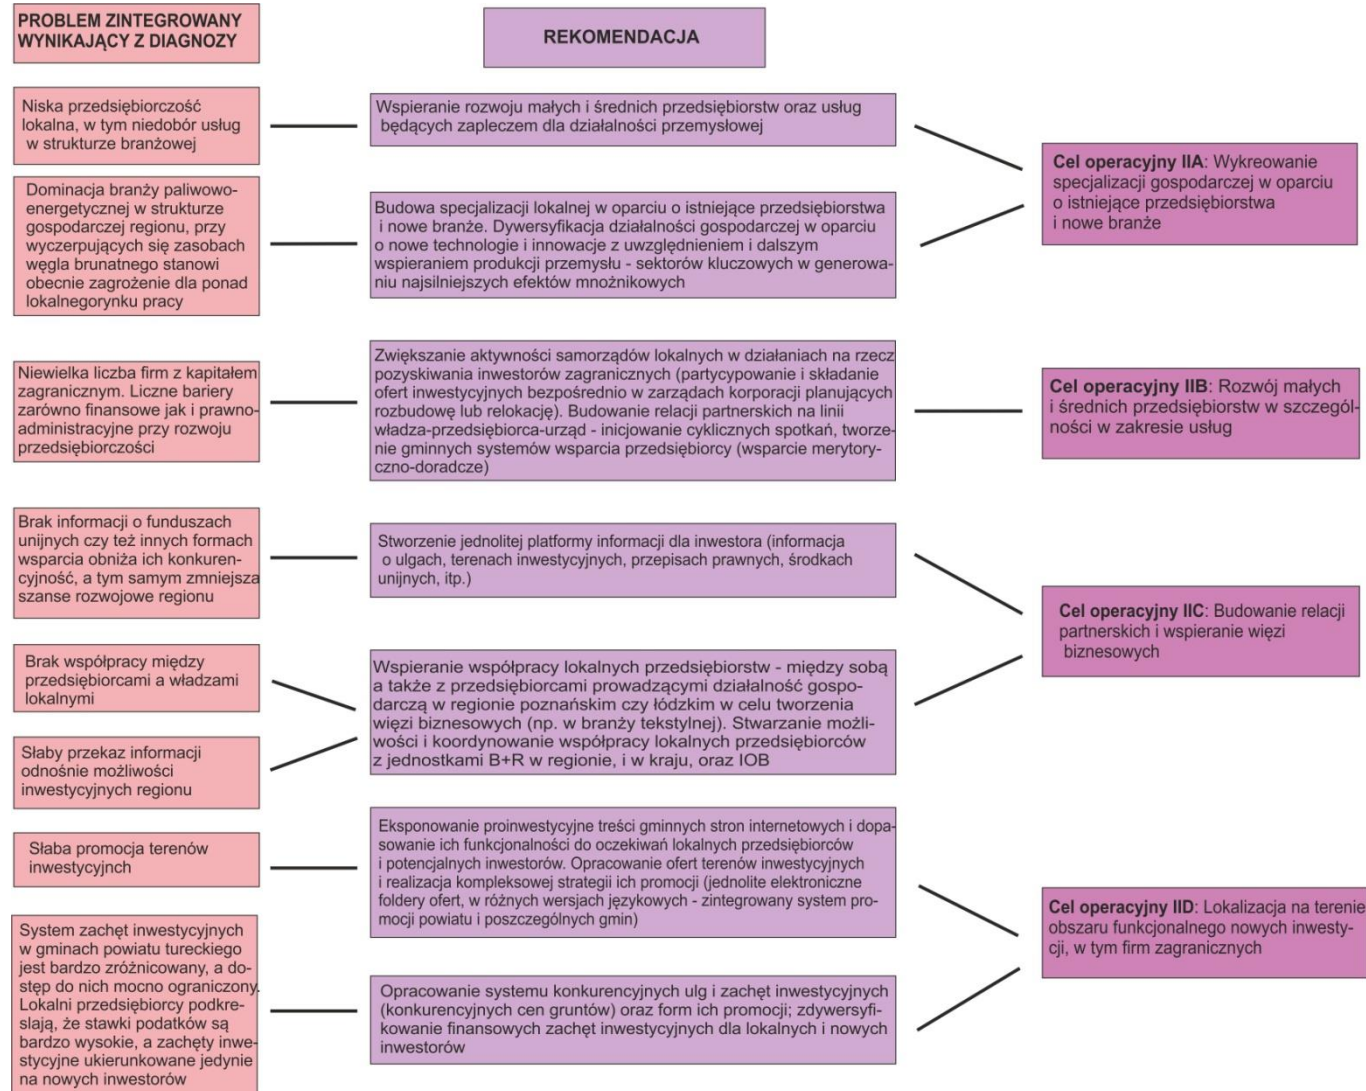 PROBLEM ZINTEGROWANY
WYNIKAJĄCY Z DIAGNOZY
REKOMENDACJA
Niska przedsiębiorczość
lokalna, w tym niedobór usług
w strukturze branżowej
Wspieranie rozwoju małych i średnich przedsiębiorstw oraz usług
będących zapleczem dla działalności przemysłowej
Cel operacyjny IIA: Wykreowanie
specjalizacji gospodarczej w oparciu
o istniejące przedsiębiorstwa
i nowe branże
Dominacja branży paliwowo-
energetycznej w strukturze
gospodarczej regionu, przy
wyczerpujących się zasobach
węgla brunatnego stanowi
obecnie zagrożenie dla ponad
lokalnegorynku pracy
Budowa specjalizacji lokalnej w oparciu o istniejące przedsiębiorstwa
i nowe branże. Dywersyfikacja działalności gospodarczej w oparciu
o nowe technologie i innowacje z uwzględnieniem i dalszym
wspieraniem produkcji przemysłu - sektorów kluczowych w generowa-
niu najsilniejszych efektów mnożnikowych
Niewielka liczba firm z kapitałem
zagranicznym. Liczne bariery
zarówno finansowe jak i prawno-
administracyjne przy rozwoju
przedsiębiorczości
Zwiększanie aktywności samorządów lokalnych w działaniach na rzecz
pozyskiwania inwestorów zagranicznych (partycypowanie i składanie
ofert inwestycyjnych bezpośrednio w zarządach korporacji planujących
rozbudowę lub relokację). Budowanie relacji partnerskich na linii
władza-przedsiębiorca-urząd - inicjowanie cyklicznych spotkań, tworze-
nie gminnych systemów wsparcia przedsiębiorcy (wsparcie merytory-
czno-doradcze)
Cel operacyjny IIB: Rozwój małych
i średnich przedsiębiorstw w szczegól-
ności w zakresie usług
Brak informacji o funduszach
unijnych czy też innych formach
wsparcia obniża ich konkuren-
cyjność, a tym samym zmniejsza
szanse rozwojowe regionu
Stworzenie jednolitej platformy informacji dla inwestora (informacja
o ulgach, terenach inwestycyjnych, przepisach prawnych, środkach
unijnych, itp.)
Cel operacyjny IIC: Budowanie relacji
partnerskich i wspieranie więzi
biznesowych
Brak współpracy między
przedsiębiorcami a władzami
lokalnymi
Wspieranie współpracy lokalnych przedsiębiorstw - między sobą
a także z przedsiębiorcami prowadzącymi działalność gospo-
darczą w regionie poznańskim czy łódzkim w celu tworzenia
więzi biznesowych (np. w branży tekstylnej). Stwarzanie możli-
wości i koordynowanie współpracy lokalnych przedsiębiorców
z jednostkami B+R w regionie, i w kraju, oraz IOB
Słaby przekaz informacji
odnośnie możliwości
inwestycyjnych regionu
Słaba promocja terenów
inwestycyjnch
Eksponowanie proinwestycyjne treści gminnych stron internetowych i dopa-
sowanie ich funkcjonalności do oczekiwań lokalnych przedsiębiorców
i potencjalnych inwestorów. Opracowanie ofert terenów inwestycyjnych
i realizacja kompleksowej strategii ich promocji (jednolite elektroniczne
foldery ofert, w różnych wersjach językowych - zintegrowany system pro-
mocji powiatu i poszczególnych gmin)
Cel operacyjny IID: Lokalizacja na terenie
obszaru funkcjonalnego nowych inwesty-
cji, w tym firm zagranicznych
System zachęt inwestycyjnych
w gminach powiatu tureckiego
jest bardzo zróżnicowany, a do-
stęp do nich mocno ograniczony.
Lokalni przedsiębiorcy podkre-
slają, że stawki podatków są
bardzo wysokie, a zachęty inwe-
stycyjne ukierunkowane jedynie
na nowych inwestorów
Opracowanie systemu konkurencyjnych ulg i zachęt inwestycyjnych
(konkurencyjnych cen gruntów) oraz form ich promocji; zdywersyfi-
kowanie finansowych zachęt inwestycyjnych dla lokalnych i nowych
inwestorów